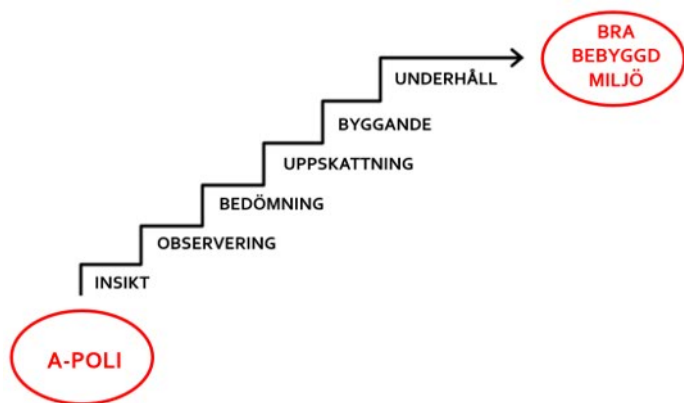 BRA
BEBYGGD
MILJÖ
UNDERHÅLL
BYGGANDE
UPPSKATTNING
BEDÖMNING
OBSERVERING
INSIKT
A-POLI